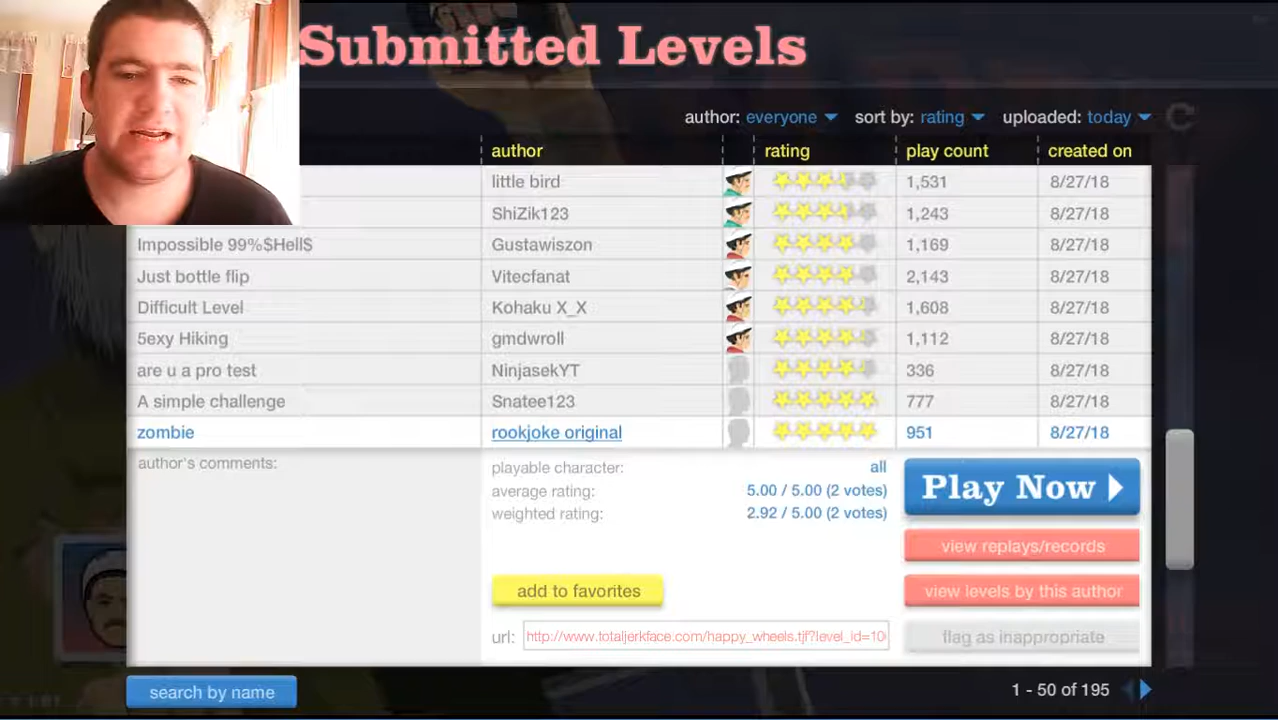 Submitted Levels
author: everyone sort by: rating uploaded: today
author rating play count created on
little bird 1,531 8/27/18
ShiZik123 1,243 8/27/18
Impossible 99%$Hell$ Gustawiszon 1,169 8/27/18
Just bottle flip Vitecfanat 2,143 8/27/18
Difficult Level Kohaku X_X 1,608 8/27/18
5exy Hiking gmdwroll 1,112 8/27/18
are u a pro test NinjasekYT 336 8/27/18
A simple challenge Snatee123 777 8/27/18
zombie rookjoke original 951 8/27/18
author's comments:
playable character: all
average rating: 5.00 / 5.00 (2 votes)
weighted rating: 2.92 / 5.00 (2 votes)
Play Now
view replays/records
add to favorites
view levels by this author
url: http://www.totaljerkface.com/happy_wheels.tjf?level_id=10
flag as inappropriate
search by name
1 - 50 of 195